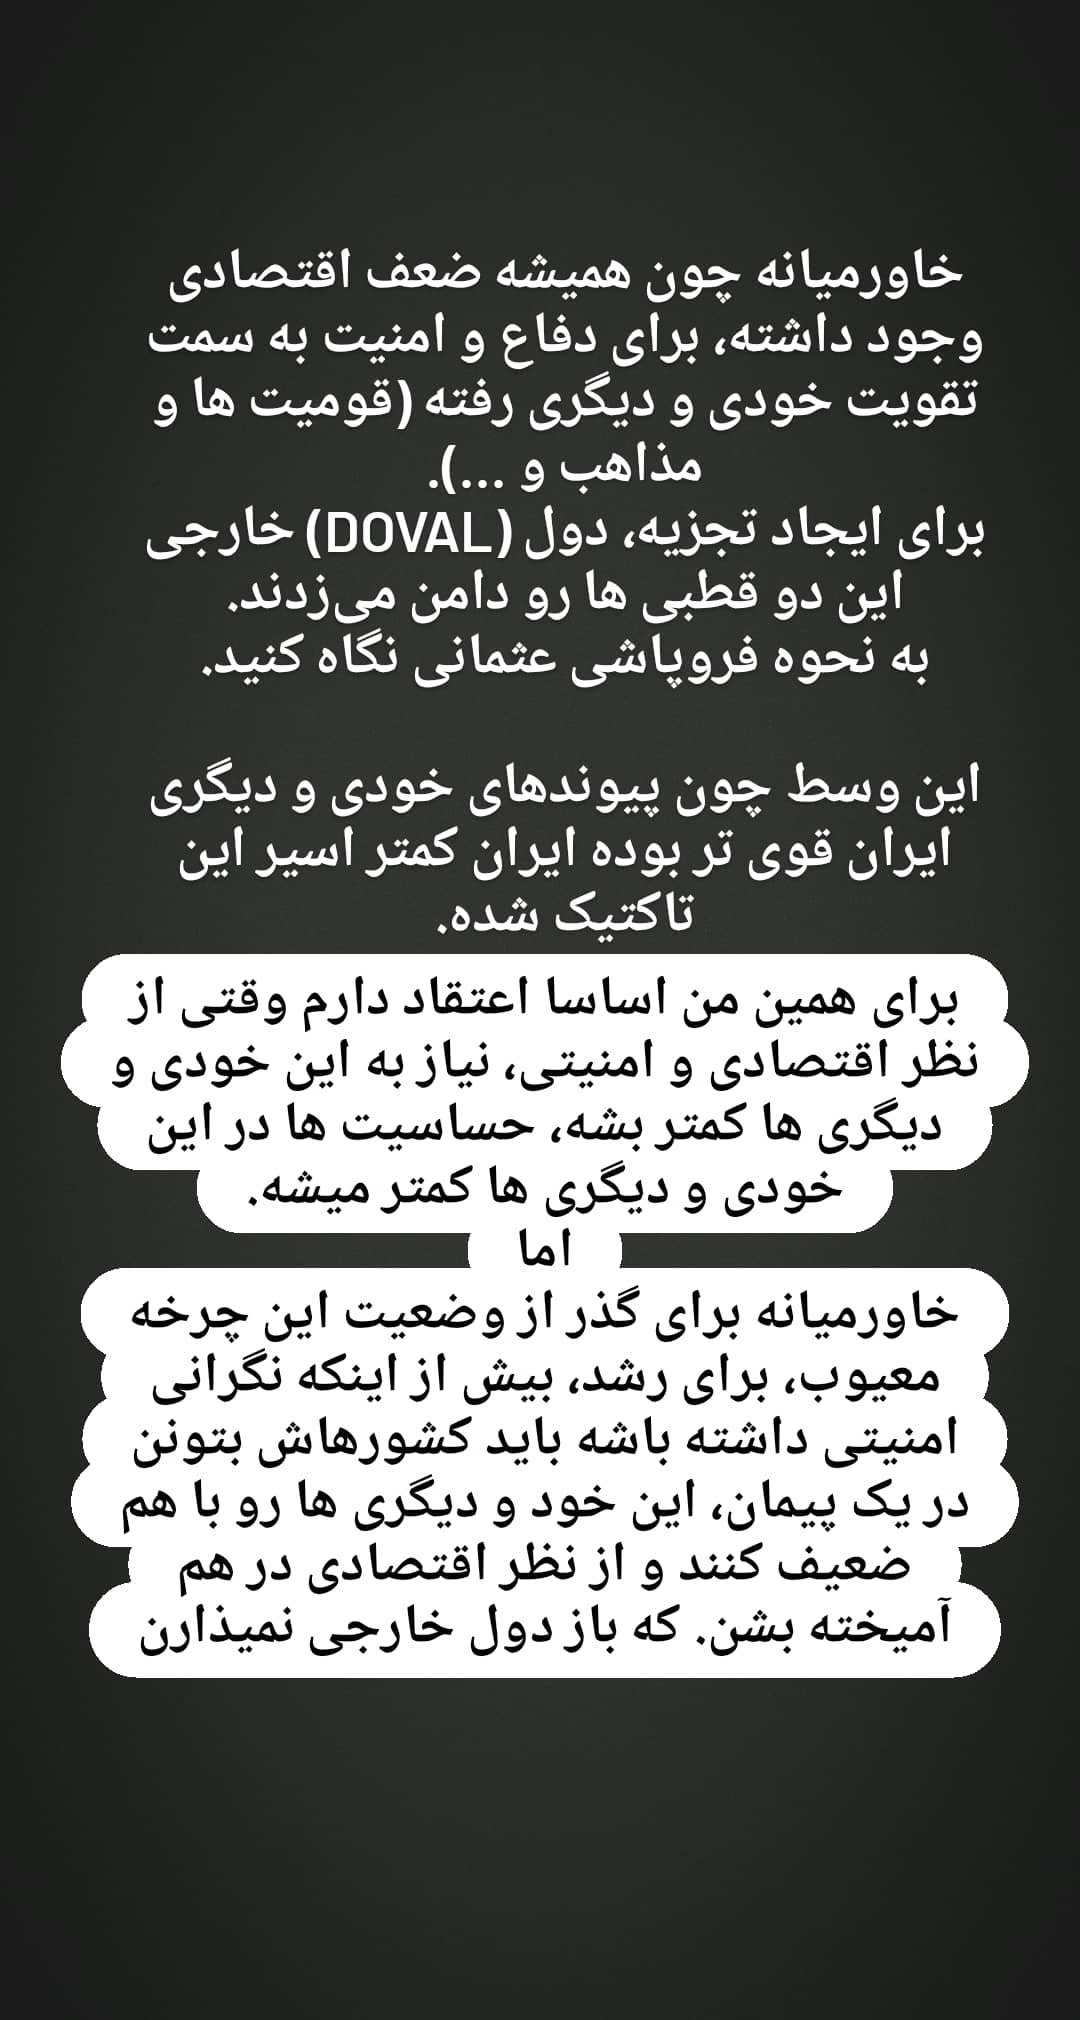 خاورمیانه چون همیشه ضعف اقتصادی
وجود داشته، برای دفاع و امنیت به سمت
تقویت خودی و دیگری رفته (قومیت ها و
مذاهب و ...).
برای ایجاد تجزیه، دول (DOVAL) خارجی
این دو قطبی ها رو دامن می‌زدند.
به نحوه فروپاشی عثمانی نگاه کنید.
این وسط چون پیوندهای خودی و دیگری
ایران قوی تر بوده ایران کمتر اسیر این
تاکتیک شده.
برای همین من اساسا اعتقاد دارم وقتی از
نظر اقتصادی و امنیتی، نیاز به این خودی و
دیگری ها کمتر بشه، حساسیت ها در این
خودی و دیگری ها کمتر میشه.
اما
خاورمیانه برای گذر از وضعیت این چرخه
معیوب، برای رشد، بیش از اینکه نگرانی
امنیتی داشته باشه باید کشورهاش بتونن
در یک پیمان، این خود و دیگری ها رو با هم
ضعیف کنند و از نظر اقتصادی در هم
آمیخته بشن. که باز دول خارجی نمیذارن